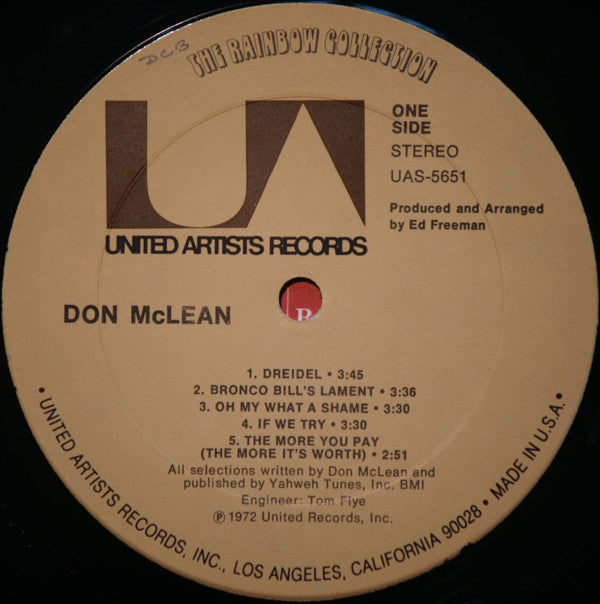 DCB
THE RAINBOW COLLECTION
UA
ONE
SIDE
STEREO
UAS-5651
Produced and Arranged
by Ed Freeman
UNITED ARTISTS RECORDS
DON McLEAN
R
1. DREIDEL • 3:45
2. BRONCO BILL'S LAMENT • 3:36
3. OH MY WHAT A SHAME • 3:30
4. IF WE TRY • 3:30
5. THE MORE YOU PAY
(THE MORE IT'S WORTH) • 2:51
All selections written by Don McLean and
published by Yahweh Tunes, Inc. BMI
Engineer: Tom Flye
Ⓟ 1972 United Records, Inc.
• UNITED ARTISTS RECORDS, INC., LOS ANGELES, CALIFORNIA 90028 • MADE IN U.S.A. •